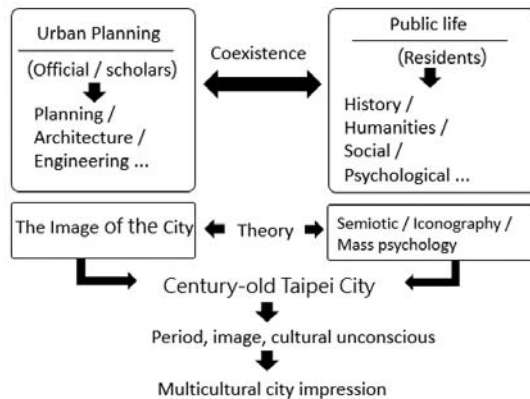 Urban Planning
(Official / scholars)
Planning /
Architecture /
Engineering ...
Coexistence
Public life
(Residents)
History /
Humanities /
Social /
Psychological ...
The Image of the City
Theory
Semiotic / Iconography /
Mass psychology
Century-old Taipei City
Period, image, cultural unconscious
Multicultural city impression